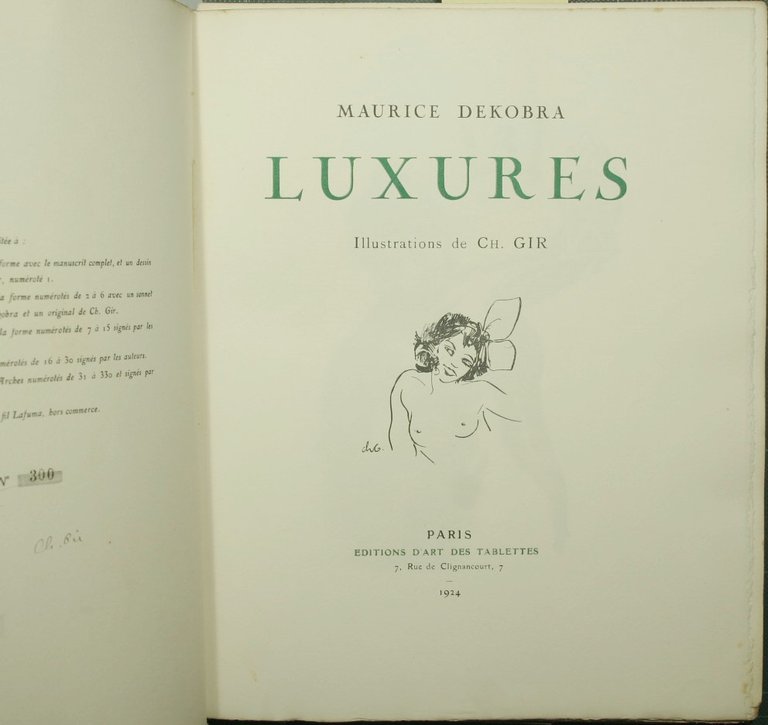 itée à :
forme avec le manuscrit complet, et un dessin
, numéroté 1.
a forme numérotés de 2 à 6 avec un sonnet
obra et un original de Ch. Gir.
la forme numérotés de 7 à 15 signés par les
mérotés de 16 à 30 signés par les auteurs.
Arches numérotés de 31 à 330 et signés par
fil Lafuma, hors commerce.
N° 300
Ch. Gir
MAURICE DEKOBRA
LUXURES
Illustrations de CH. GIR
chG.
PARIS
EDITIONS D'ART DES TABLETTES
7, Rue de Clignancourt, 7
1924